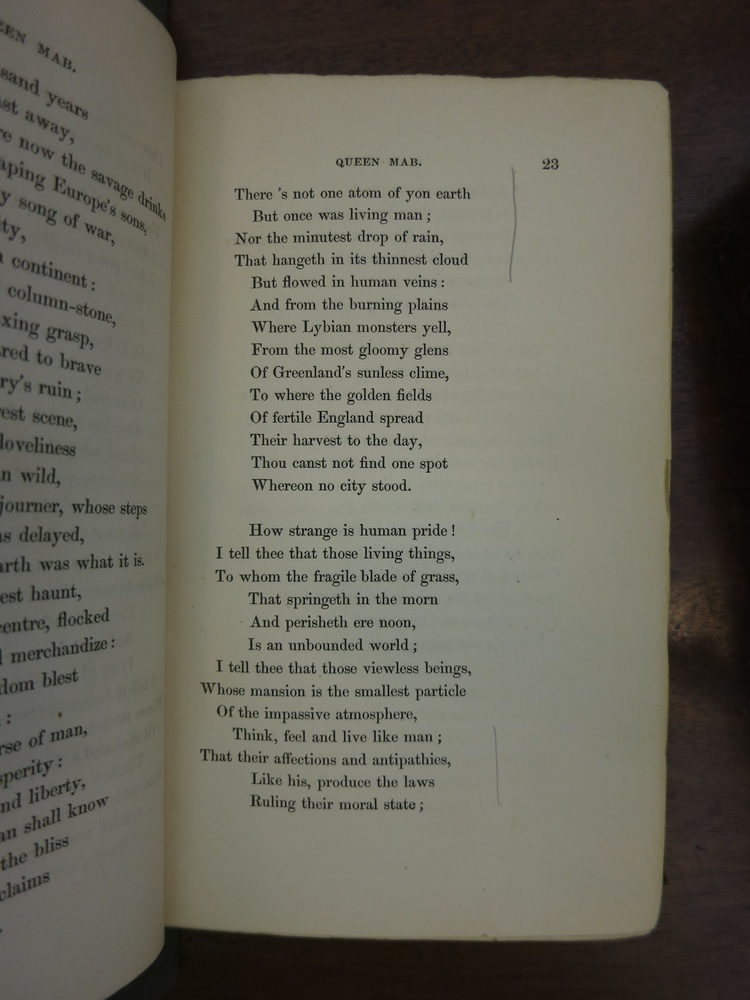 EEN MAB.
sand years
st away,
e now the savage drinks
aping Europe's sons,
y song of war,
ty,
continent:
column-stone,
xing grasp,
red to brave
ry's ruin;
est scene,
loveliness
n wild,
journer, whose steps
s delayed,
arth was what it is.
est haunt,
centre, flocked
merchandize:
dom blest
:
rse of man,
sperity:
nd liberty,
an shall know
the bliss
claims
QUEEN MAB. 23
There 's not one atom of yon earth
But once was living man;
Nor the minutest drop of rain,
That hangeth in its thinnest cloud
But flowed in human veins:
And from the burning plains
Where Lybian monsters yell,
From the most gloomy glens
Of Greenland's sunless clime,
To where the golden fields
Of fertile England spread
Their harvest to the day,
Thou canst not find one spot
Whereon no city stood.
How strange is human pride!
I tell thee that those living things,
To whom the fragile blade of grass,
That springeth in the morn
And perisheth ere noon,
Is an unbounded world;
I tell thee that those viewless beings,
Whose mansion is the smallest particle
Of the impassive atmosphere,
Think, feel and live like man;
That their affections and antipathies,
Like his, produce the laws
Ruling their moral state;